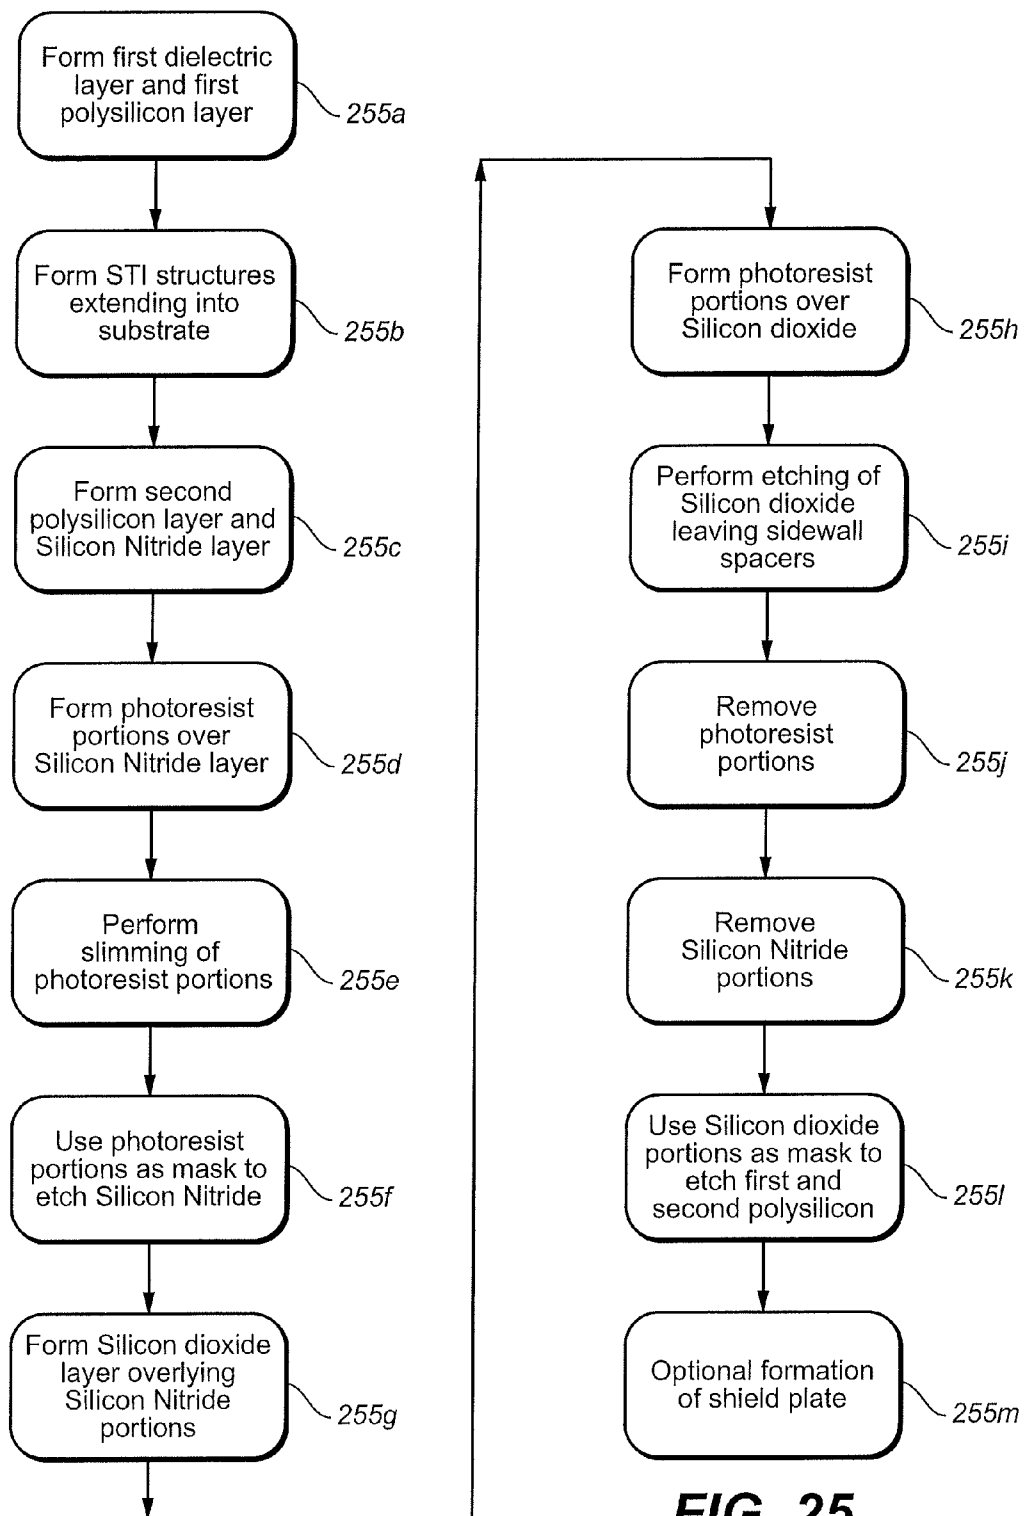 Form first dielectric
layer and first
polysilicon layer
255a
Form STI structures
extending into
substrate
255b
Form second
polysilicon layer and
Silicon Nitride layer
255c
Form photoresist
portions over
Silicon Nitride layer
255d
Perform
slimming of
photoresist portions
255e
Use photoresist
portions as mask to
etch Silicon Nitride
255f
Form Silicon dioxide
layer overlying
Silicon Nitride
portions
255g
Form photoresist
portions over
Silicon dioxide
255h
Perform etching of
Silicon dioxide
leaving sidewall
spacers
255i
Remove
photoresist
portions
255j
Remove
Silicon Nitride
portions
255k
Use Silicon dioxide
portions as mask to
etch first and
second polysilicon
255l
Optional formation
of shield plate
255m
FIG. 25